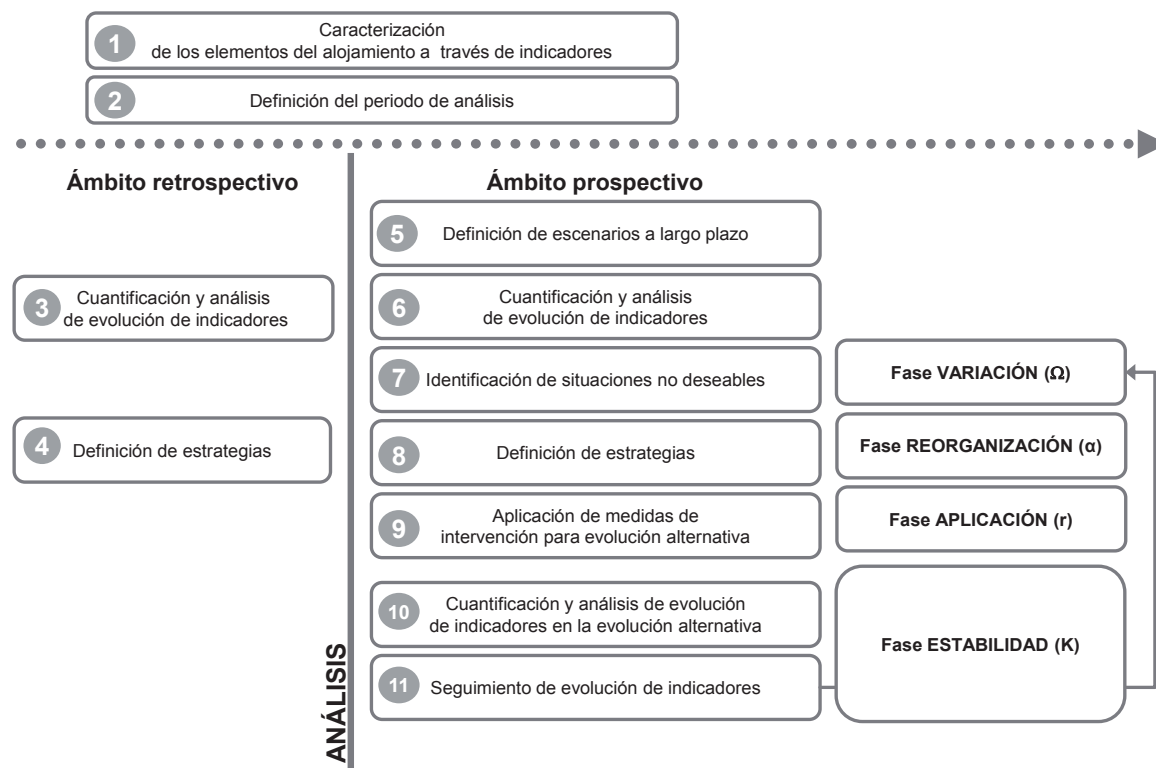 1
Caracterización
de los elementos del alojamiento a través de indicadores
2
Definición del periodo de análisis
Ámbito retrospectivo
3
Cuantificación y análisis
de evolución de indicadores
4
Definición de estrategias
ANÁLISIS
Ámbito prospectivo
5
Definición de escenarios a largo plazo
6
Cuantificación y análisis
de evolución de indicadores
7
Identificación de situaciones no deseables
8
Definición de estrategias
9
Aplicación de medidas de
intervención para evolución alternativa
10
Cuantificación y análisis de evolución
de indicadores en la evolución alternativa
11
Seguimiento de evolución de indicadores
Fase VARIACIÓN (Ω)
Fase REORGANIZACIÓN (α)
Fase APLICACIÓN (r)
Fase ESTABILIDAD (K)